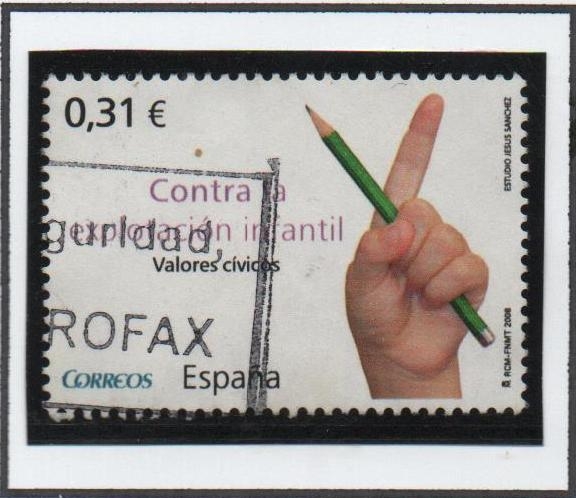 0,31 €
Contra la
explotación infantil
Valores cívicos
guridad,
ROFAX
CORREOS
España
ESTUDIO JESUS SANCHEZ
RCM-FNMT 2008